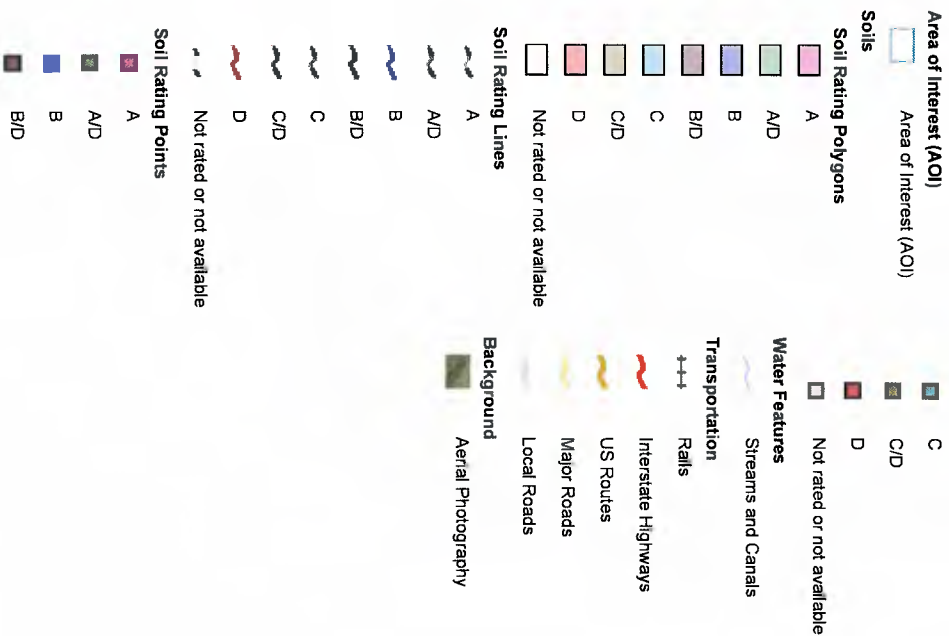 Area of Interest (AOI)
Area of Interest (AOI)
Soils
Soil Rating Polygons
A
A/D
B
B/D
C
C/D
D
Not rated or not available
Soil Rating Lines
A
A/D
B
B/D
C
C/D
D
Not rated or not available
Soil Rating Points
A
A/D
B
B/D
C
C/D
D
Not rated or not available
Water Features
Streams and Canals
Transportation
Rails
Interstate Highways
US Routes
Major Roads
Local Roads
Background
Aerial Photography